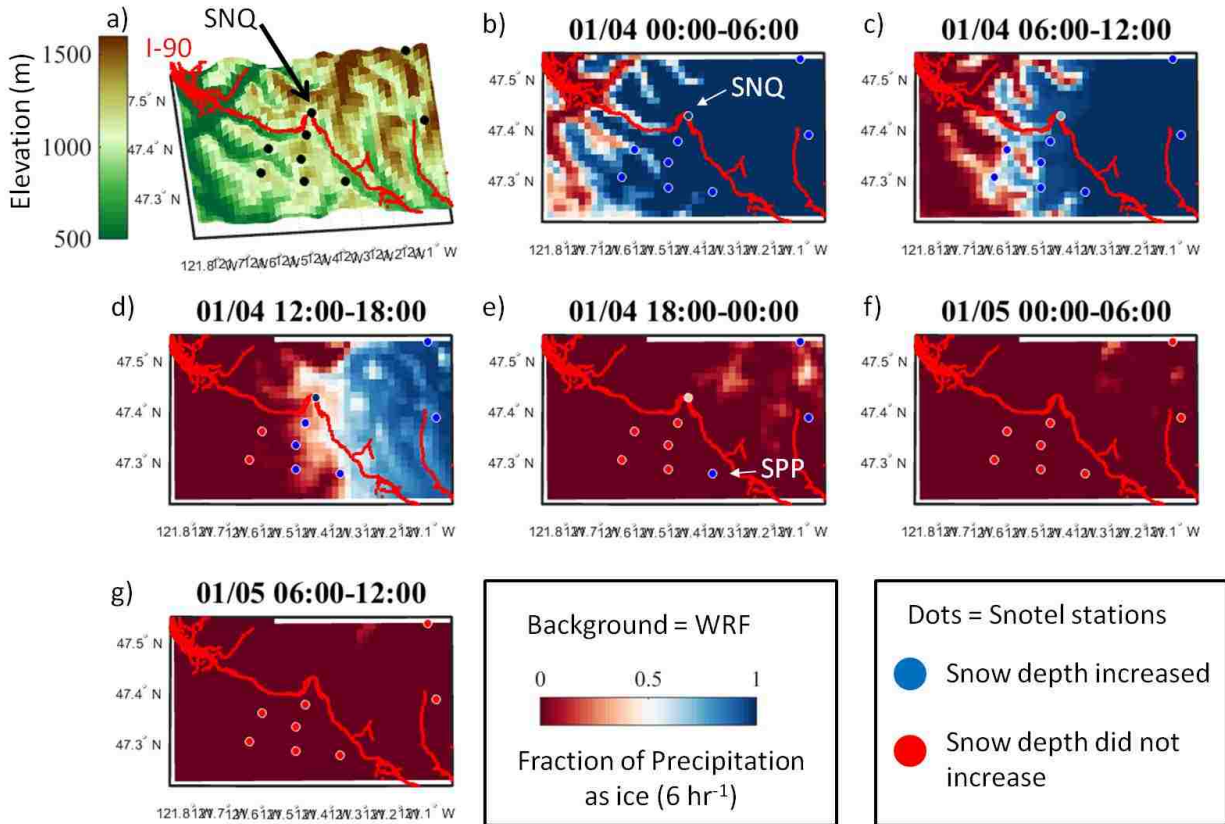 a)
SNQ
I-90
Elevation (m)
1500
1000
500
7.5° N
47.4° N
47.3° N
b)
01/04 00:00-06:00
SNQ
47.5° N
47.4° N
47.3° N
c)
01/04 06:00-12:00
47.5° N
47.4° N
47.3° N
d)
01/04 12:00-18:00
47.5° N
47.4° N
47.3° N
e)
01/04 18:00-00:00
SPP
47.5° N
47.4° N
47.3° N
f)
01/05 00:00-06:00
47.5° N
47.4° N
47.3° N
g)
01/05 06:00-12:00
47.5° N
47.4° N
47.3° N
Background = WRF
0 0.5 1
Fraction of Precipitation
as ice (6 hr⁻¹)
Dots = Snotel stations
Snow depth increased
Snow depth did not
increase